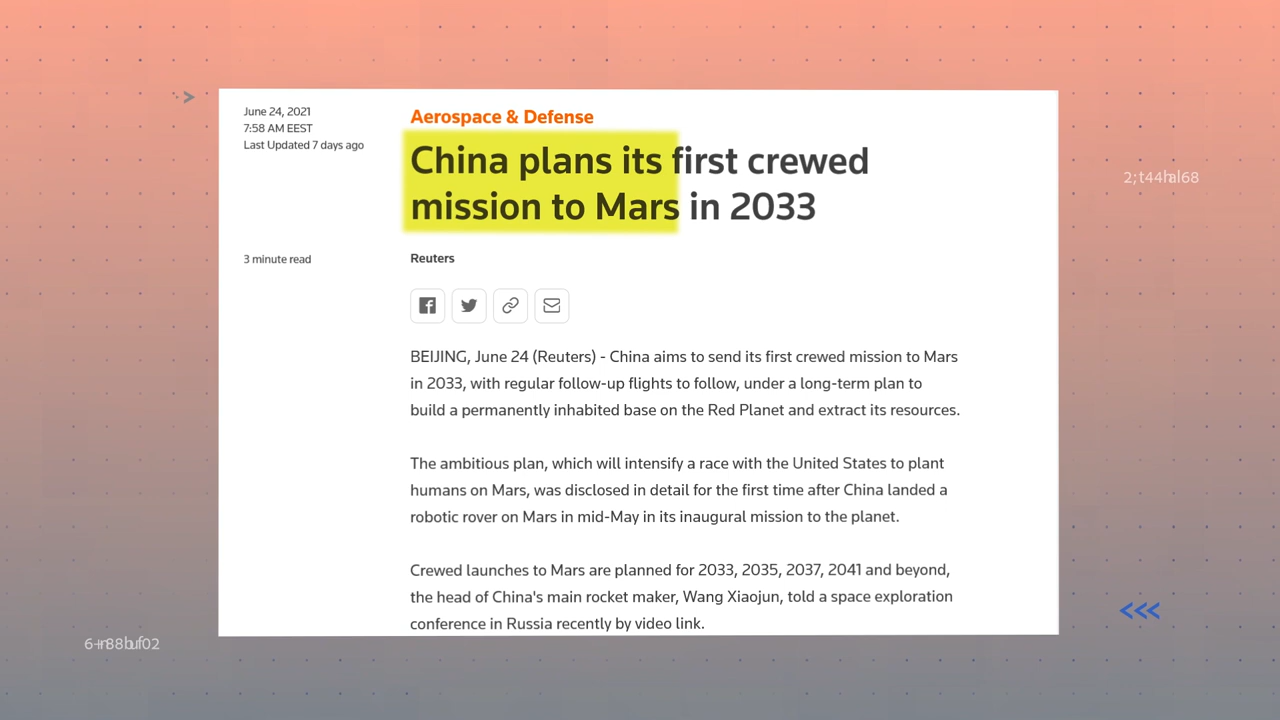 June 24, 2021
7:58 AM EEST
Last Updated 7 days ago
Aerospace & Defense
China plans its first crewed
mission to Mars in 2033
3 minute read
Reuters
BEIJING, June 24 (Reuters) - China aims to send its first crewed mission to Mars
in 2033, with regular follow-up flights to follow, under a long-term plan to
build a permanently inhabited base on the Red Planet and extract its resources.
The ambitious plan, which will intensify a race with the United States to plant
humans on Mars, was disclosed in detail for the first time after China landed a
robotic rover on Mars in mid-May in its inaugural mission to the planet.
Crewed launches to Mars are planned for 2033, 2035, 2037, 2041 and beyond,
the head of China's main rocket maker, Wang Xiaojun, told a space exploration
conference in Russia recently by video link.